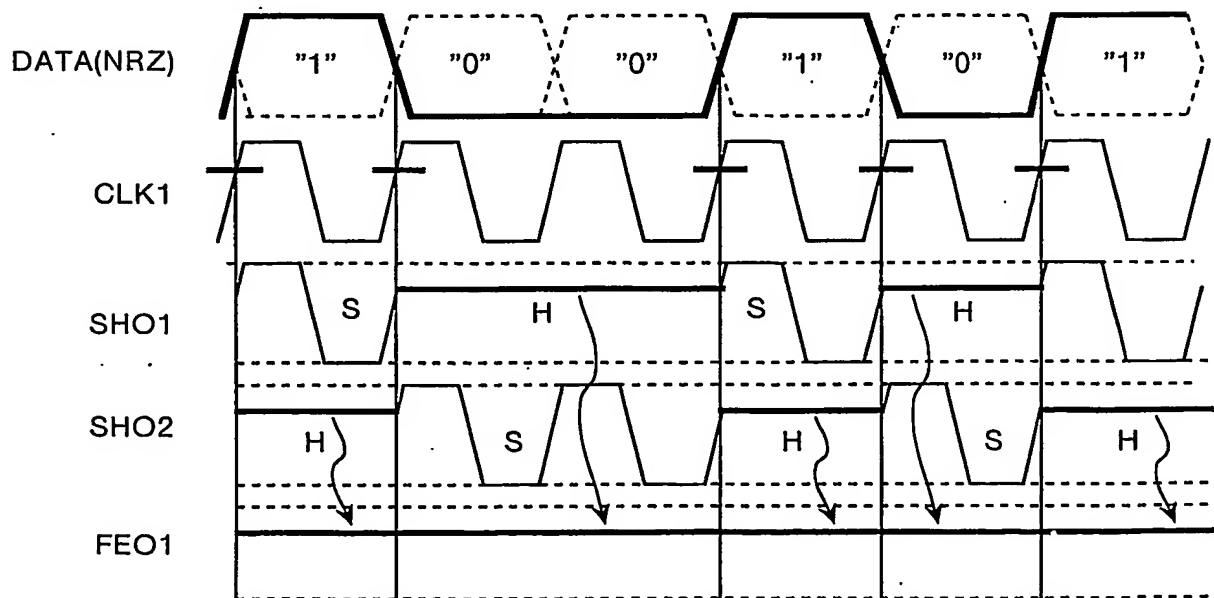 DATA(NRZ) "1" "0" "0" "1" "0" "1"
CLK1
SHO1 S H S H
SHO2 H S H S H
FEO1